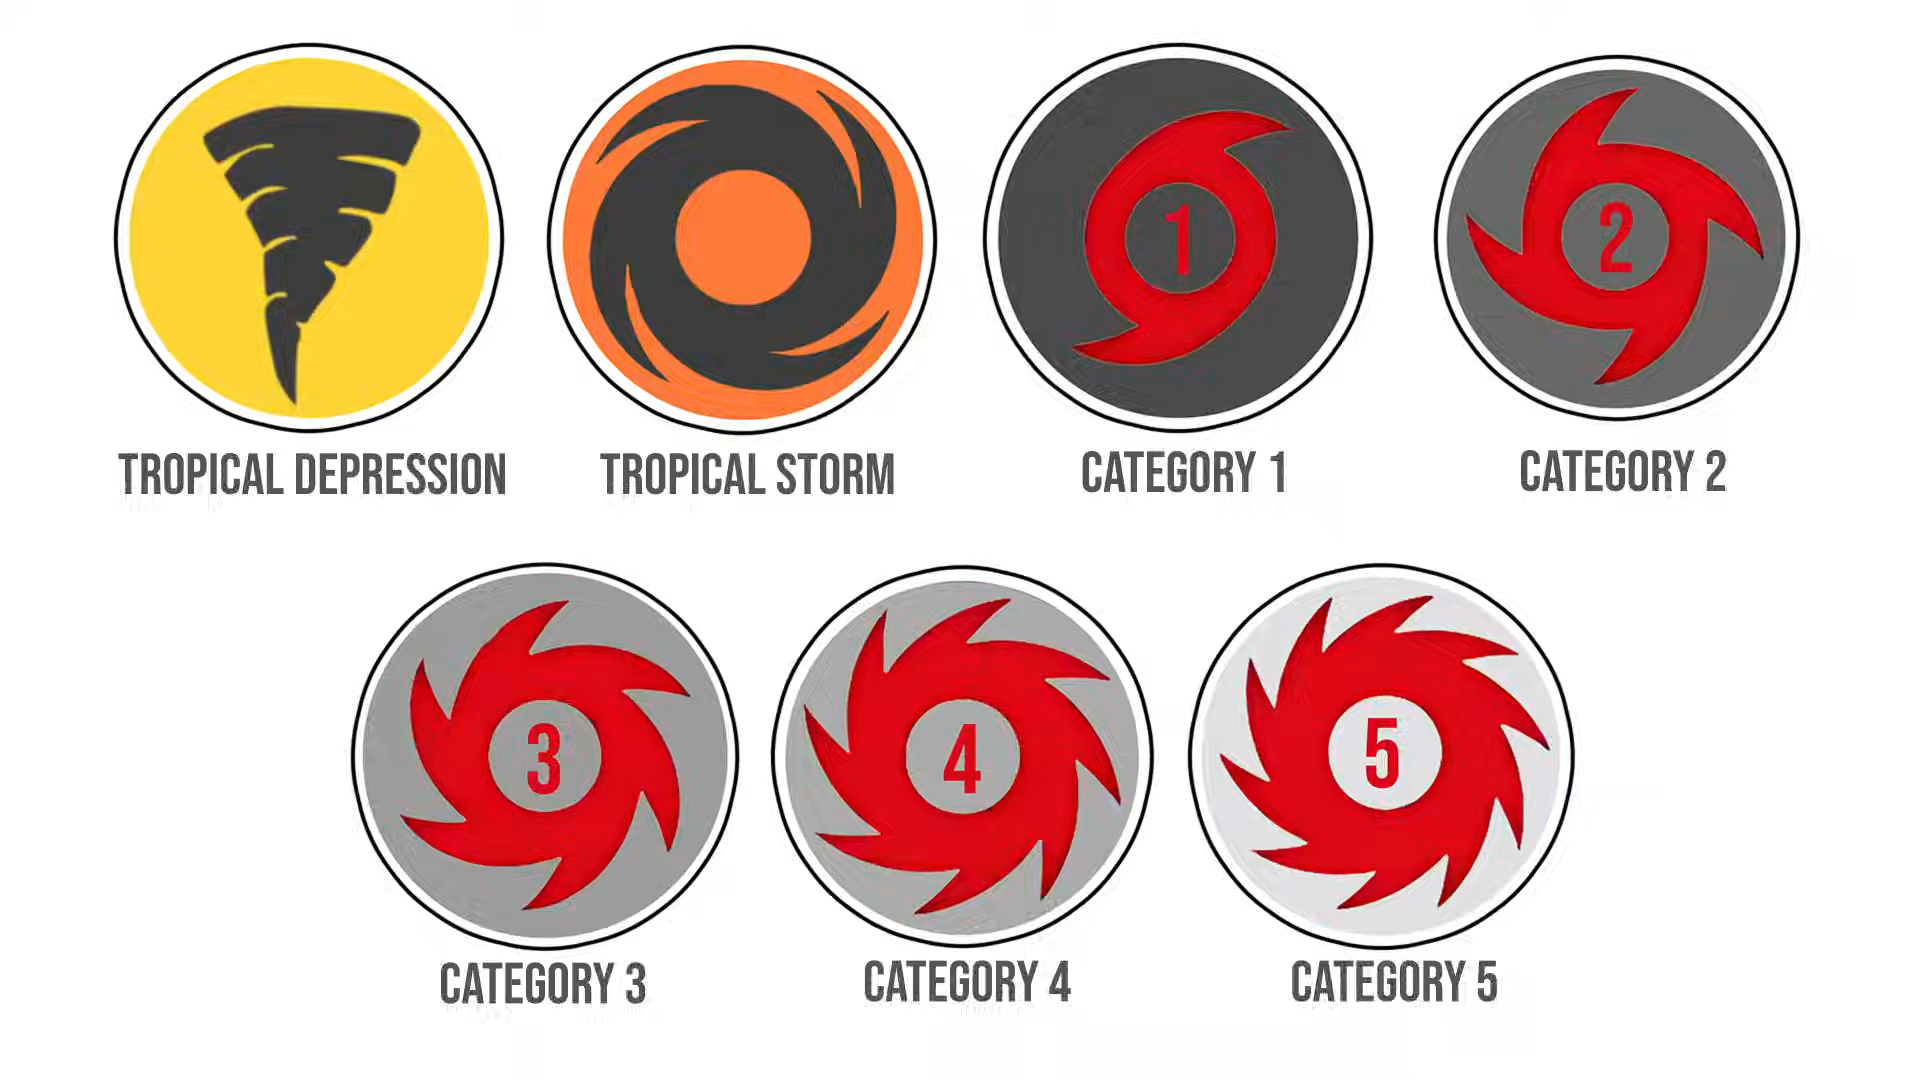 1
2
TROPICAL DEPRESSION
TROPICAL STORM
CATEGORY 1
CATEGORY 2
3
4
5
CATEGORY 3
CATEGORY 4
CATEGORY 5